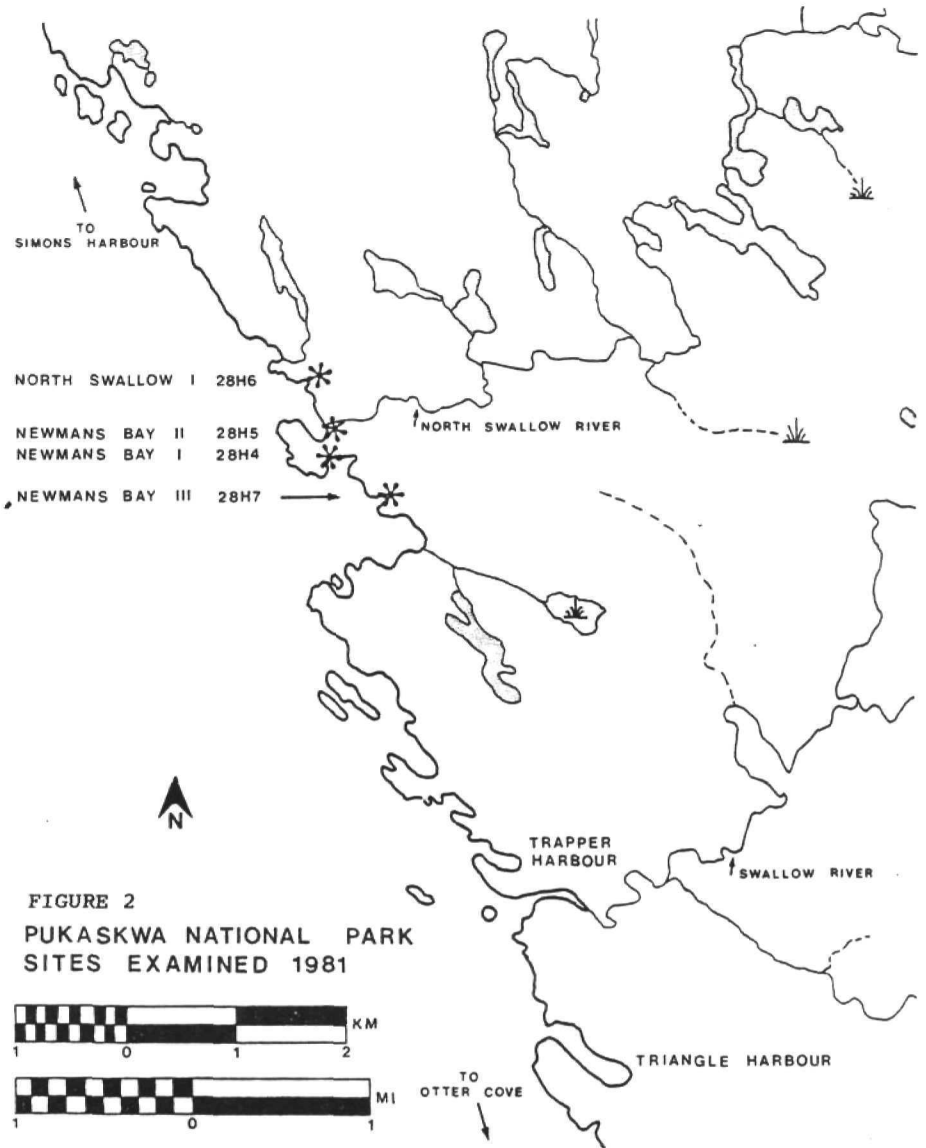 TO
SIMONS HARBOUR
NORTH SWALLOW I 28H6
NEWMANS BAY II 28H5
NEWMANS BAY I 28H4
NEWMANS BAY III 28H7
NORTH SWALLOW RIVER
N
TRAPPER
HARBOUR
SWALLOW RIVER
FIGURE 2
PUKASKWA NATIONAL PARK
SITES EXAMINED 1981
KM
1 0 1 2
MI
1 0 1
TRIANGLE HARBOUR
TO
OTTER COVE